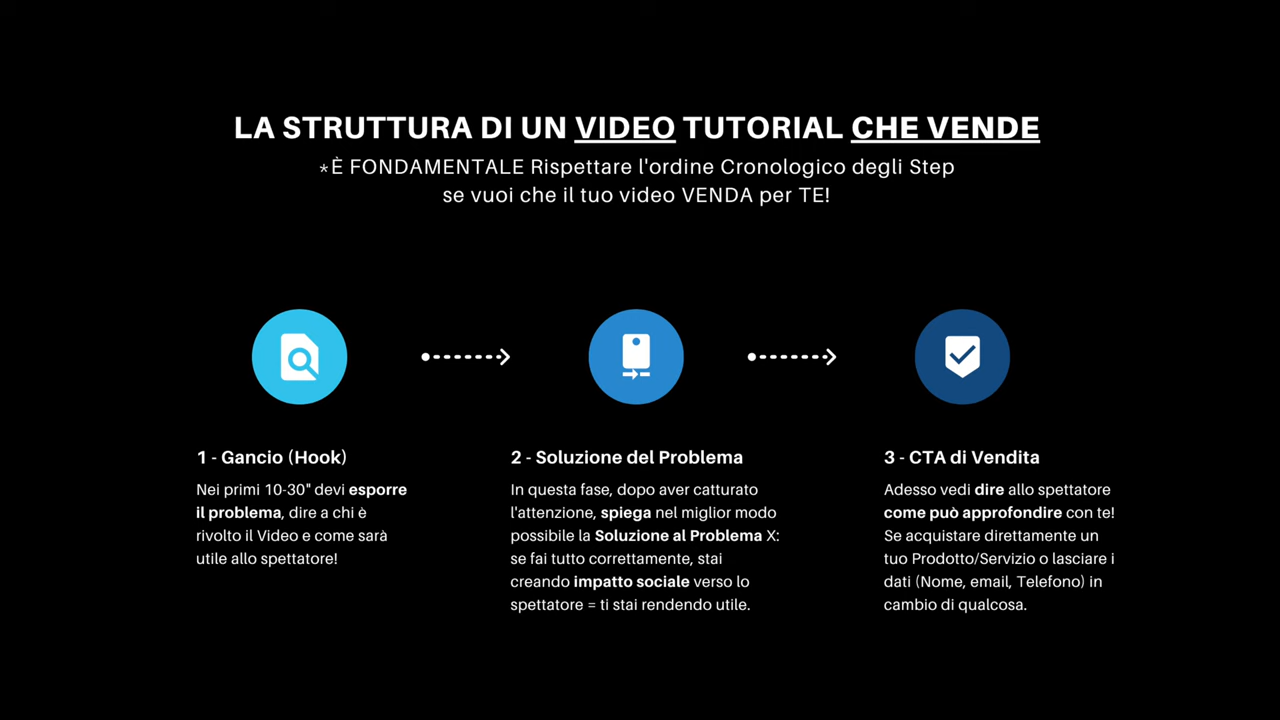 LA STRUTTURA DI UN VIDEO TUTORIAL CHE VENDE
*È FONDAMENTALE Rispettare l'ordine Cronologico degli Step
se vuoi che il tuo video VENDA per TE!
1 - Gancio (Hook)
Nei primi 10-30" devi esporre
il problema, dire a chi è
rivolto il Video e come sarà
utile allo spettatore!
2 - Soluzione del Problema
In questa fase, dopo aver catturato
l'attenzione, spiega nel miglior modo
possibile la Soluzione al Problema X:
se fai tutto correttamente, stai
creando impatto sociale verso lo
spettatore = ti stai rendendo utile.
3 - CTA di Vendita
Adesso vedi dire allo spettatore
come può approfondire con te!
Se acquistare direttamente un
tuo Prodotto/Servizio o lasciare i
dati (Nome, email, Telefono) in
cambio di qualcosa.